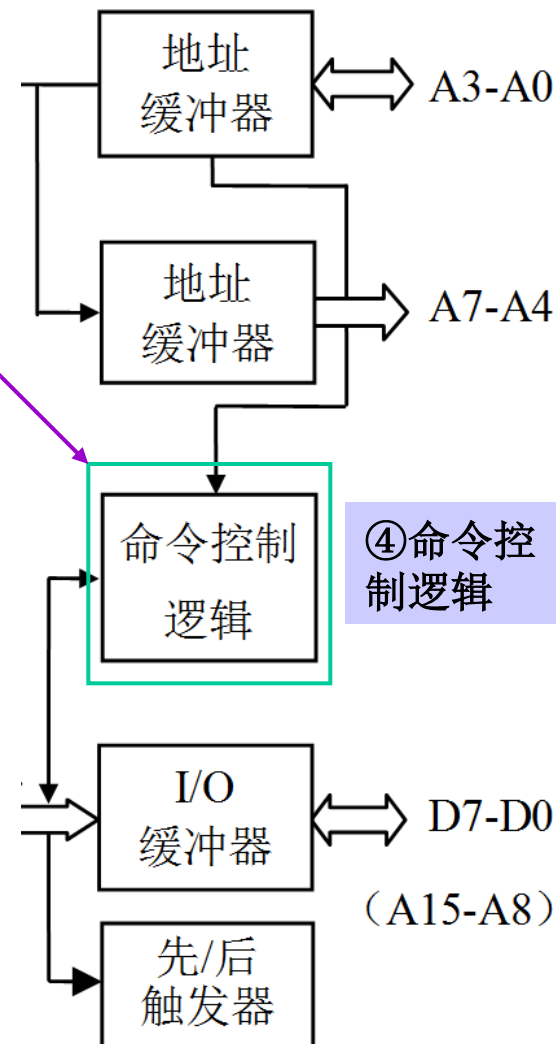 地址
缓冲器
A3-A0
地址
缓冲器
A7-A4
命令控制
逻辑
④命令控
制逻辑
I/O
缓冲器
D7-D0
（A15-A8）
先/后
触发器